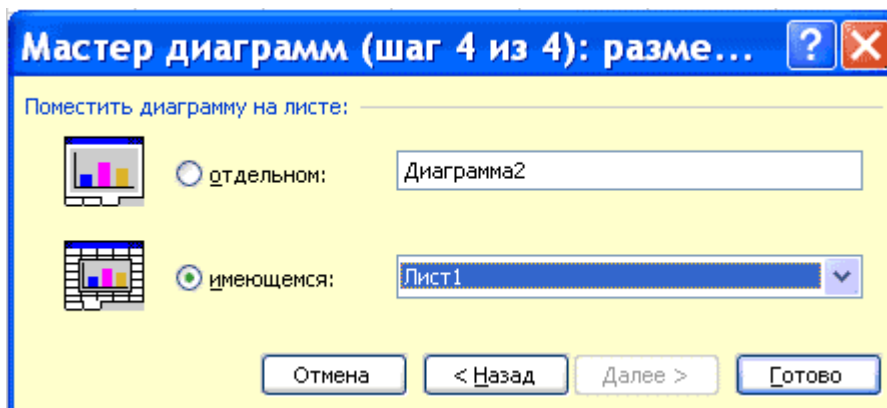 Мастер диаграмм (шаг 4 из 4): разме...
Поместить диаграмму на листе:
отдельном: Диаграмма2
имеющемся: Лист1
Отмена < Назад Далее > Готово